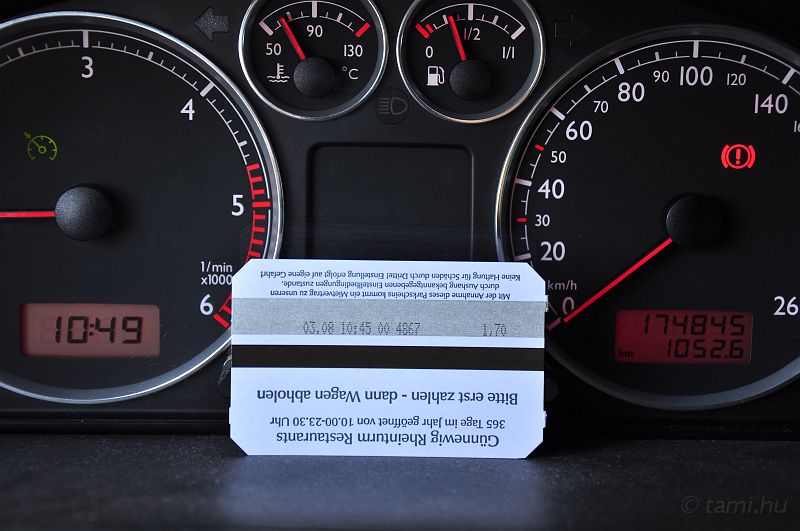 50
90
130
°C
0
1/2
1/1
3
4
5
6
1/min
x1000
10:49
0
20
30
40
50
60
80
90
100
120
140
26
km/h
174845
km
1052.6
Günnewig Rheinturm Restaurants
365 Tage im Jahr geöffnet von 10.00-23.30 Uhr
Bitte erst zahlen - dann Wagen abholen
03.08 10:45 00 4867 1,70
Mit der Annahme dieses Parkscheins kommt ein Mietvertrag zu unseren
durch Aushang bekanntgegebenen Einstellbedingungen zustande.
Keine Haftung für Schäden durch Dritte! Einstellung erfolgt auf eigene Gefahr!
© tami.hu